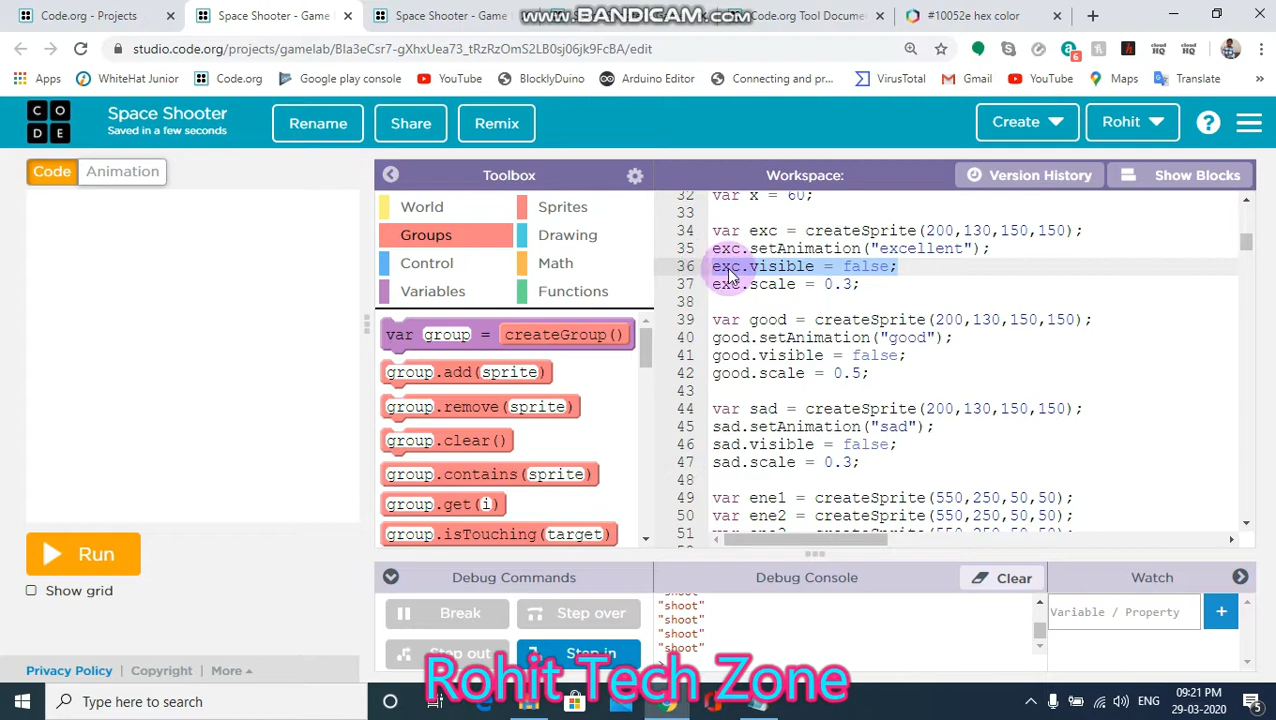 Code.org - Projects
Space Shooter - Game
Space Shooter - Game
www.BANDICAM.com
Code.org Tool Docume
#10052e hex color
studio.code.org/projects/gamelab/BIa3eCsr7-gXhxUea73_tRzRzOmS2LB0sj06jk9FcBA/edit
Apps
WhiteHat Junior
Code.org
Google play console
YouTube
BlocklyDuino
Arduino Editor
Connecting and pr...
VirusTotal
Gmail
YouTube
Maps
Translate
CODE
Space Shooter
Saved in a few seconds
Rename
Share
Remix
Create
Rohit
?
Code
Animation
Toolbox
Workspace:
Version History
Show Blocks
World
Sprites
Groups
Drawing
Control
Math
Variables
Functions
var group = createGroup()
group.add(sprite)
group.remove(sprite)
group.clear()
group.contains(sprite)
group.get(i)
group.isTouching(target)
32 var x = 60;
33
34 var exc = createSprite(200,130,150,150);
35 exc.setAnimation("excellent");
36 exc.visible = false;
37 exc.scale = 0.3;
38
39 var good = createSprite(200,130,150,150);
40 good.setAnimation("good");
41 good.visible = false;
42 good.scale = 0.5;
43
44 var sad = createSprite(200,130,150,150);
45 sad.setAnimation("sad");
46 sad.visible = false;
47 sad.scale = 0.3;
48
49 var ene1 = createSprite(550,250,50,50);
50 var ene2 = createSprite(550,250,50,50);
51
Run
Show grid
Debug Commands
Debug Console
Clear
Watch
Break
Step over
Step out
Step in
"shoot"
"shoot"
"shoot"
"shoot"
"shoot"
Variable / Property
Privacy Policy
Copyright
More
Rohit Tech Zone
Type here to search
ENG
09:21 PM
29-03-2020
5